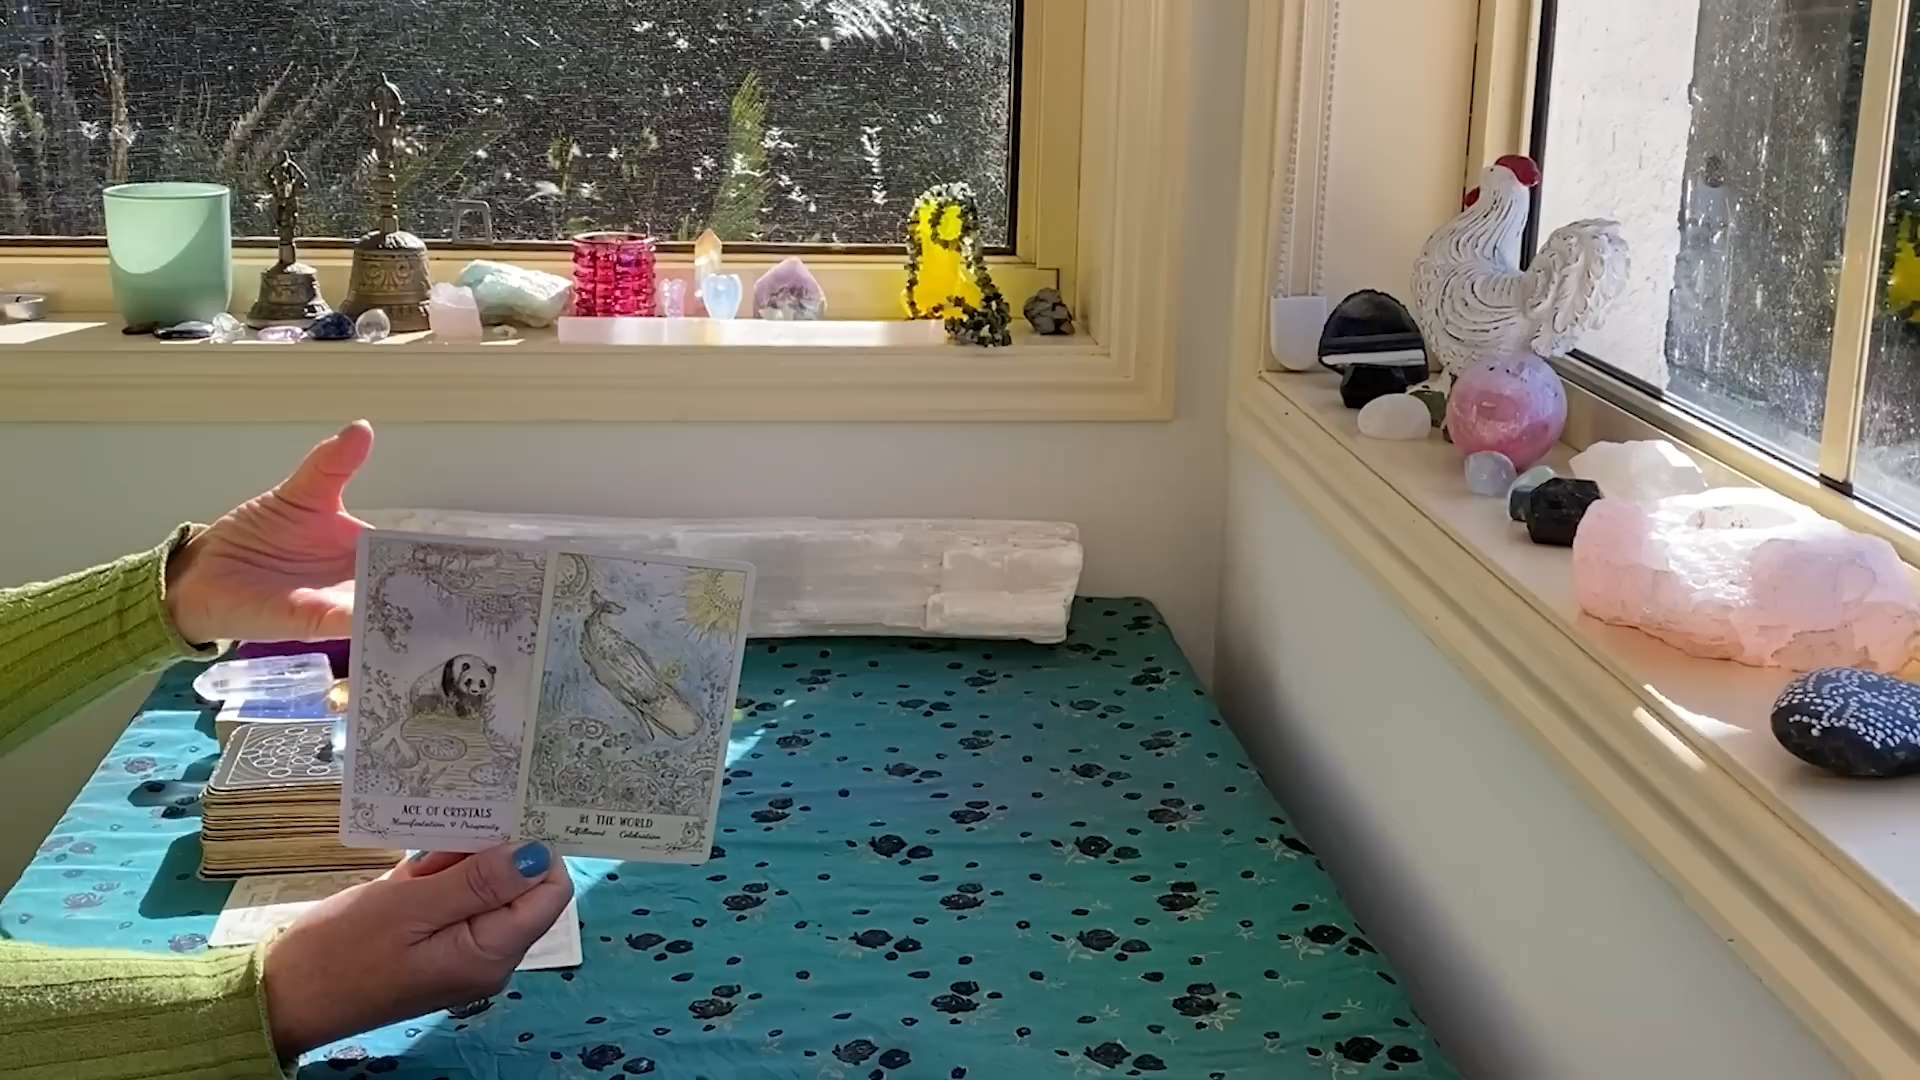 ACE OF CRYSTALS
Manifestation Prosperity
21 THE WORLD
Fulfillment Celebration